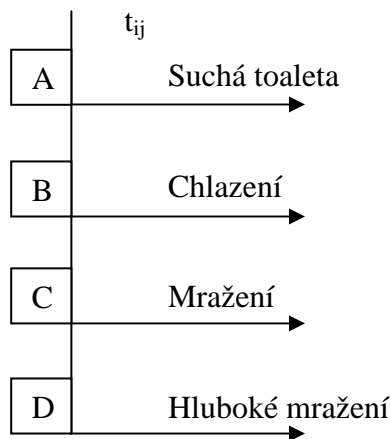 t_ij
A Suchá toaleta
B Chlazení
C Mražení
D Hluboké mražení